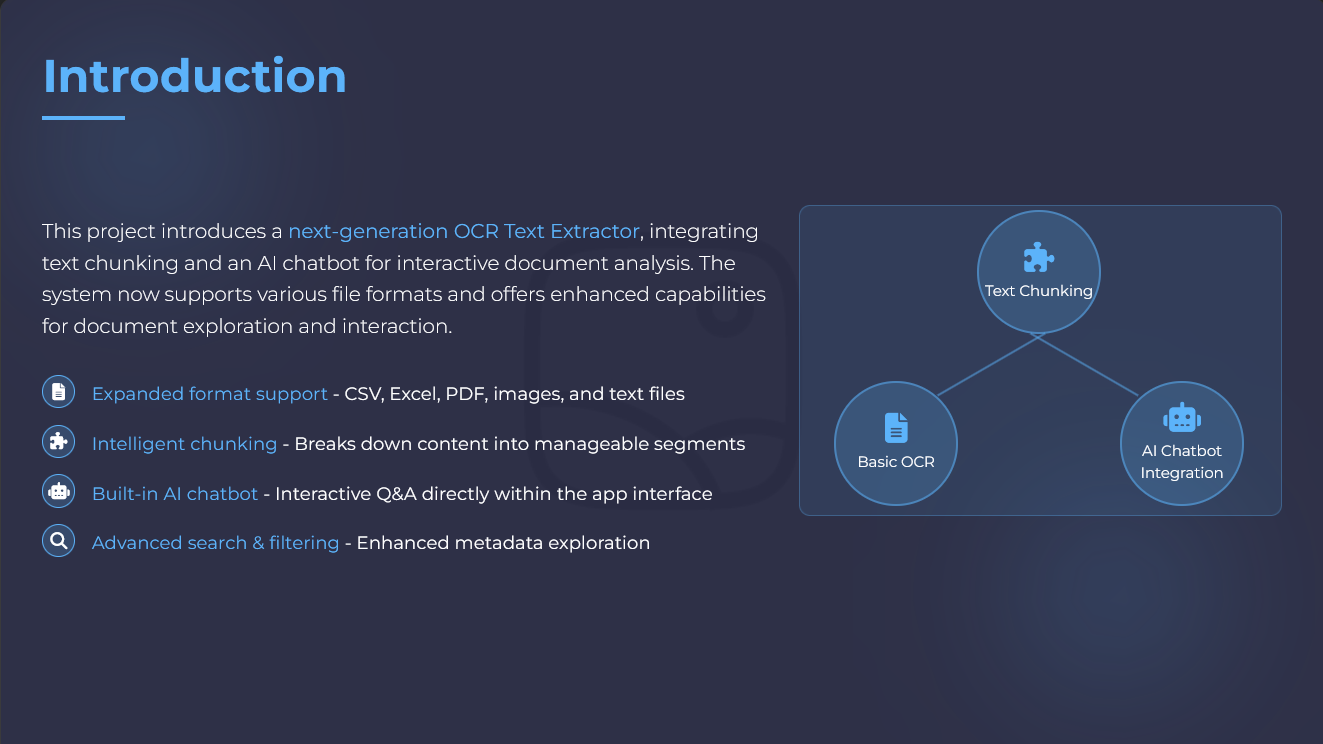 Introduction
This project introduces a next-generation OCR Text Extractor, integrating
text chunking and an AI chatbot for interactive document analysis. The
system now supports various file formats and offers enhanced capabilities
for document exploration and interaction.
Expanded format support - CSV, Excel, PDF, images, and text files
Intelligent chunking - Breaks down content into manageable segments
Built-in AI chatbot - Interactive Q&A directly within the app interface
Advanced search & filtering - Enhanced metadata exploration
Text Chunking
Basic OCR
AI Chatbot
Integration